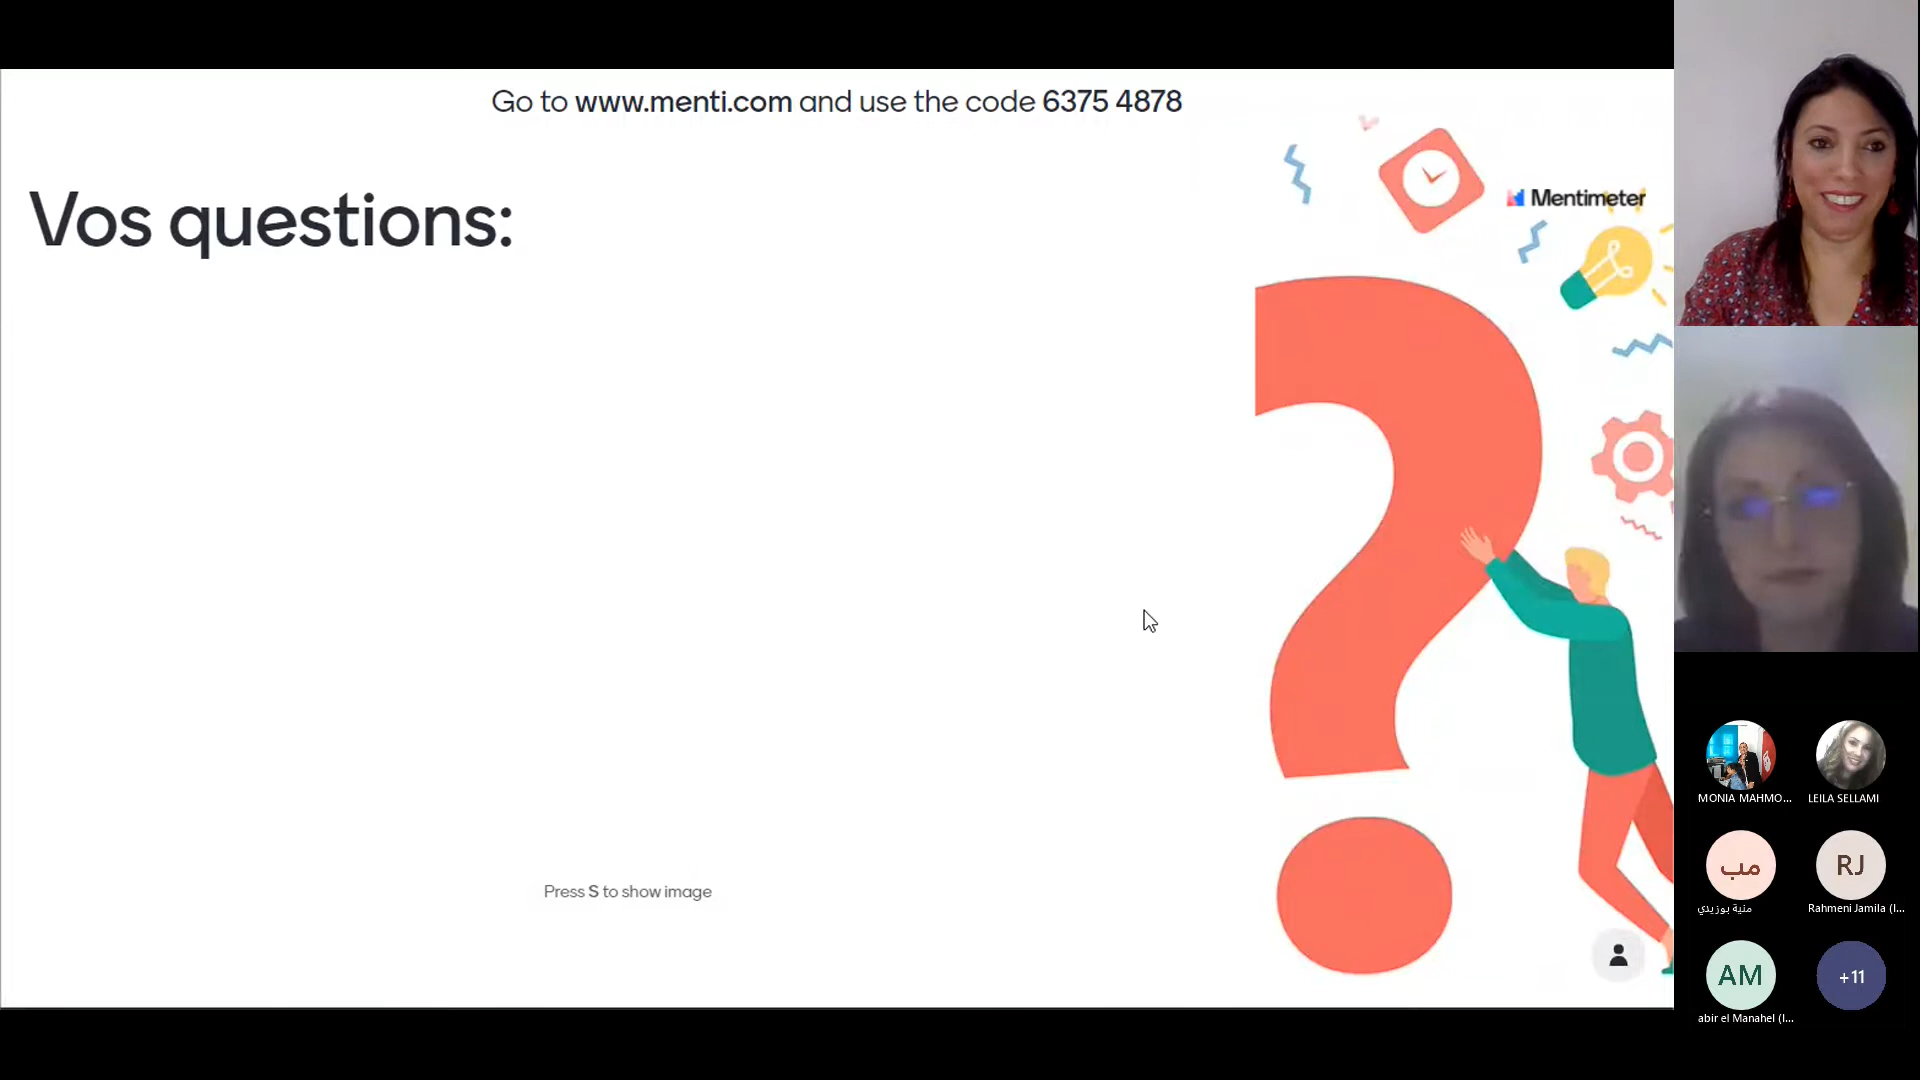 Go to www.menti.com and use the code 6375 4878
Mentimeter
Vos questions:
Press S to show image
MONIA MAHMO...
LEILA SELLAMI
مب
RJ
منية بوزيدي
Rahmeni Jamila (I...
AM
+11
abir el Manahel (I...